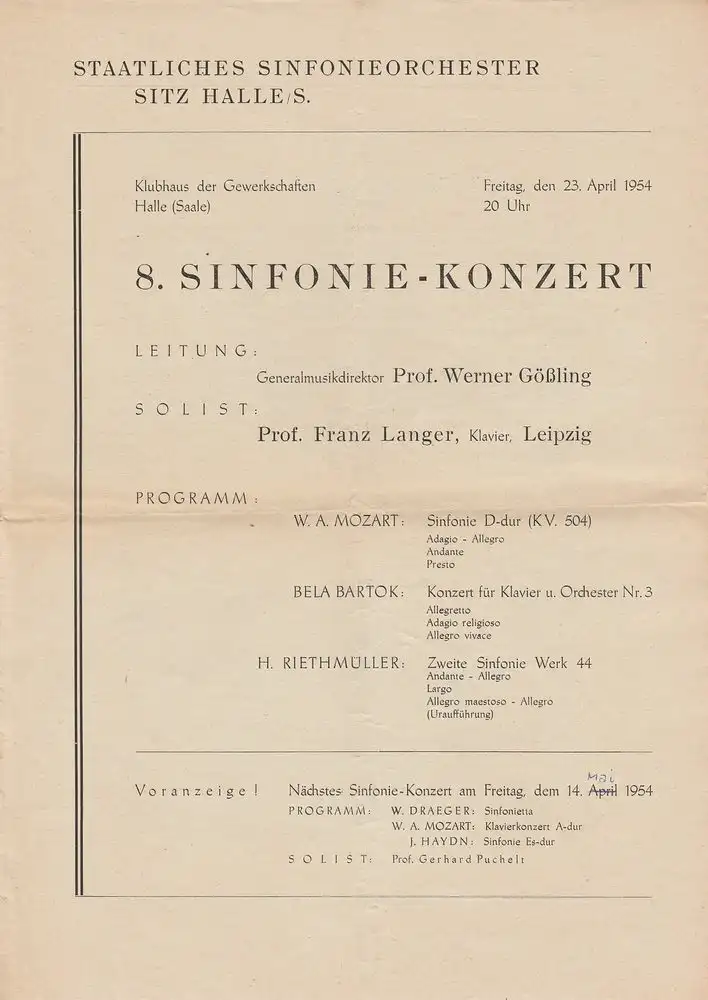 STAATLICHES SINFONIEORCHESTER
SITZ HALLE/S.
Klubhaus der Gewerkschaften
Halle (Saale)
Freitag, den 23. April 1954
20 Uhr
8. SINFONIE-KONZERT
LEITUNG:
Generalmusikdirektor Prof. Werner Gößling
SOLIST:
Prof. Franz Langer, Klavier, Leipzig
PROGRAMM:
W. A. MOZART: Sinfonie D-dur (KV. 504)
Adagio - Allegro
Andante
Presto
BELA BARTOK: Konzert für Klavier u. Orchester Nr. 3
Allegretto
Adagio religioso
Allegro vivace
H. RIETHMÜLLER: Zweite Sinfonie Werk 44
Andante - Allegro
Largo
Allegro maestoso - Allegro
(Uraufführung)
Mai
Voranzeige! Nächstes Sinfonie-Konzert am Freitag, dem 14. April 1954
PROGRAMM: W. DRAEGER: Sinfonietta
W. A. MOZART: Klavierkonzert A-dur
J. HAYDN: Sinfonie Es-dur
SOLIST: Prof. Gerhard Puchelt